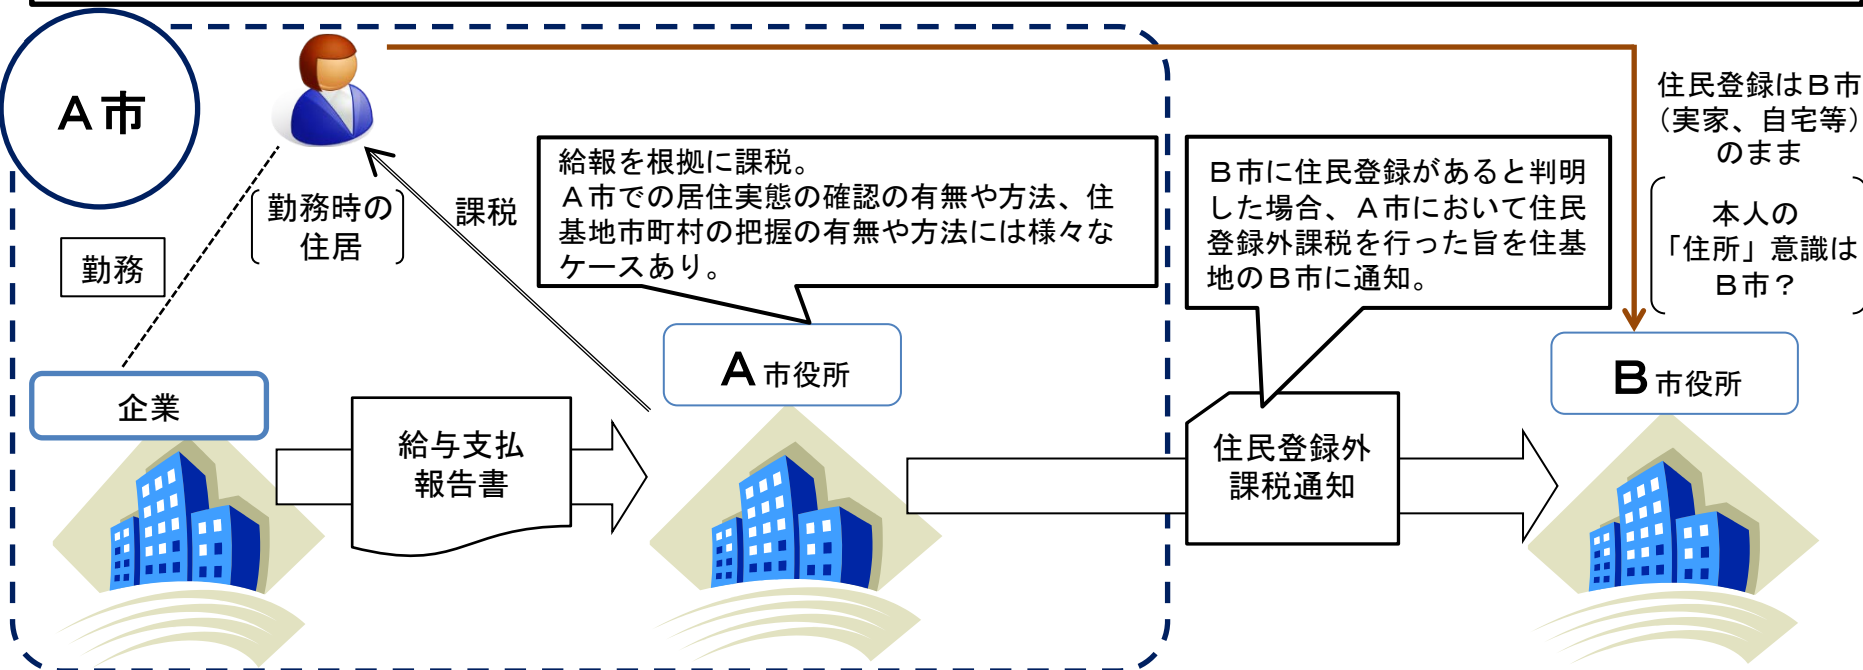 A市
勤務
勤務時の
住居
課税
給報を根拠に課税。
A市での居住実態の確認の有無や方法、住
基地市町村の把握の有無や方法には様々な
ケースあり。
B市に住民登録があると判明
した場合、A市において住民
登録外課税を行った旨を住基
地のB市に通知。
住民登録はB市
(実家、自宅等)
のまま
本人の
「住所」意識は
B市?
企業
給与支払
報告書
A市役所
住民登録外
課税通知
B市役所